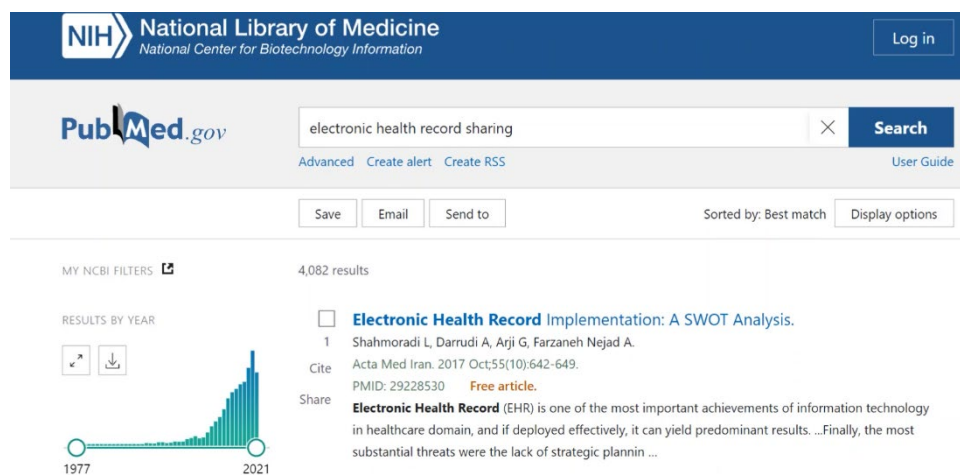 NIH National Library of Medicine
National Center for Biotechnology Information
Log in
PubMed.gov
electronic health record sharing
Search
Advanced Create alert Create RSS
User Guide
Save Email Send to
Sorted by: Best match Display options
MY NCBI FILTERS
4,082 results
RESULTS BY YEAR
Electronic Health Record Implementation: A SWOT Analysis.
1
Shahmoradi L, Darrudi A, Arji G, Farzaneh Nejad A.
Cite
Acta Med Iran. 2017 Oct;55(10):642-649.
PMID: 29228530 Free article.
Share
Electronic Health Record (EHR) is one of the most important achievements of information technology
in healthcare domain, and if deployed effectively, it can yield predominant results. ...Finally, the most
substantial threats were the lack of strategic plannin ...
1977 2021